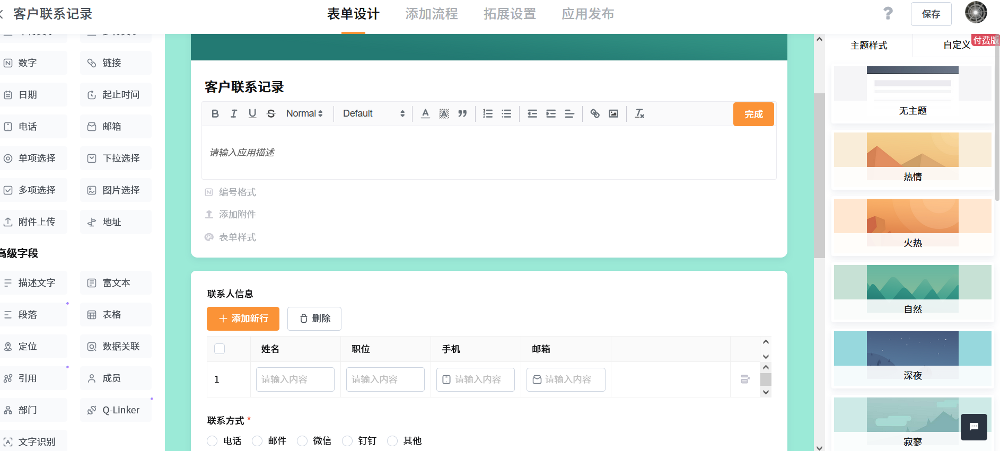 客户联系记录
表单设计
添加流程
拓展设置
应用发布
?
保存
数字
链接
日期
起止时间
电话
邮箱
单项选择
下拉选择
多项选择
图片选择
附件上传
地址
高级字段
描述文字
富文本
段落
表格
定位
数据关联
引用
成员
部门
Q-Linker
文字识别
客户联系记录
Normal
Default
完成
请输入应用描述
编号格式
添加附件
表单样式
联系人信息
添加新行
删除
姓名
职位
手机
邮箱
1
请输入内容
请输入内容
请输入内容
请输入内容
联系方式 *
电话
邮件
微信
钉钉
其他
主题样式
自定义
付费版
无主题
热情
火热
自然
深夜
寂寥